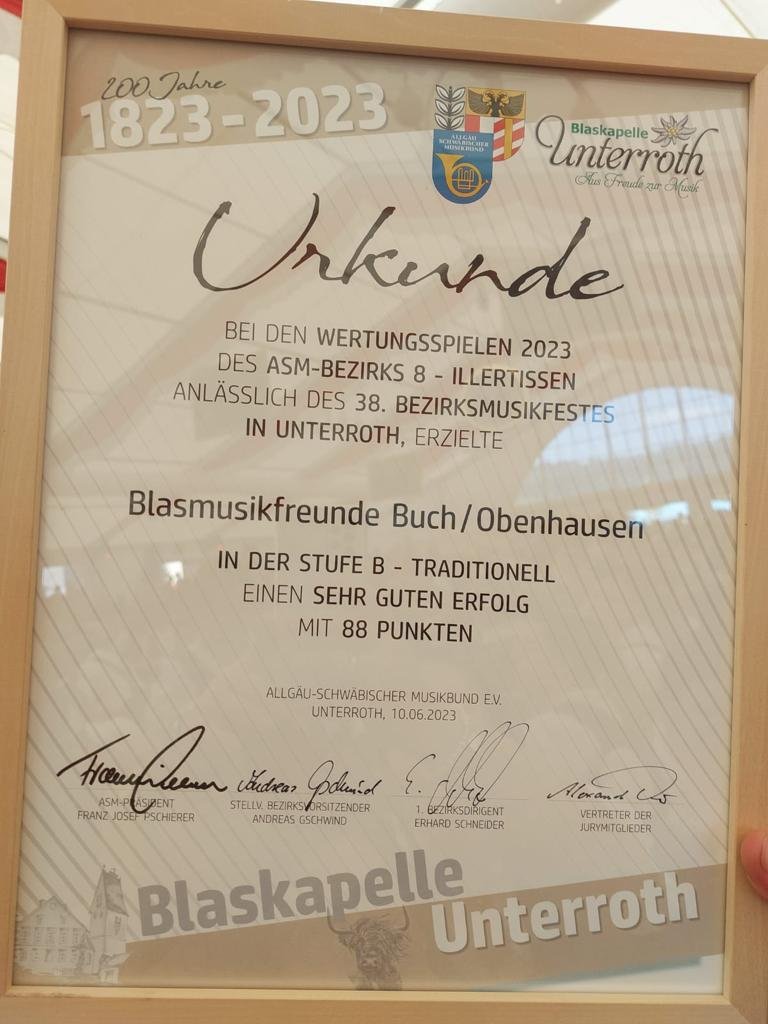 200 Jahre
1823 - 2023
ALLGÄU
SCHWÄBISCHER
MUSIKBUND
Blaskapelle
Unterroth
Aus Freude zur Musik
Urkunde
BEI DEN WERTUNGSSPIELEN 2023
DES ASM-BEZIRKS 8 - ILLERTISSEN
ANLÄSSLICH DES 38. BEZIRKSMUSIKFESTES
IN UNTERROTH, ERZIELTE
Blasmusikfreunde Buch/Obenhausen
IN DER STUFE B - TRADITIONELL
EINEN SEHR GUTEN ERFOLG
MIT 88 PUNKTEN
ALLGÄU-SCHWÄBISCHER MUSIKBUND E.V.
UNTERROTH, 10.06.2023
Andreas Gschwind
ASM-PRÄSIDENT
FRANZ JOSEF PSCHIERER
STELLV. BEZIRKSVORSITZENDER
ANDREAS GSCHWIND
1. BEZIRKSDIRIGENT
ERHARD SCHNEIDER
VERTRETER DER
JURYMITGLIEDER
Blaskapelle
Unterroth